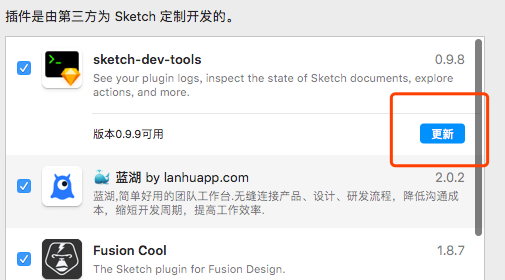 插件是由第三方为 Sketch 定制开发的。
sketch-dev-tools 0.9.8
See your plugin logs, inspect the state of Sketch documents, explore
actions, and more.
版本0.9.9可用 更新
蓝湖 by lanhuapp.com 2.0.2
蓝湖,简单好用的团队工作台.无缝连接产品、设计、研发流程，降低沟通成
本，缩短开发周期，提高工作效率.
Fusion Cool 1.8.7
The Sketch plugin for Fusion Design.